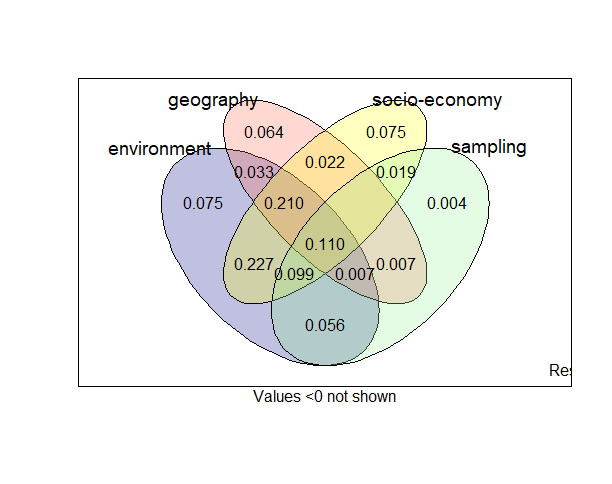 geography socio-economy
environment sampling
0.064 0.075
0.033 0.022 0.019
0.075 0.210 0.004
0.110
0.227 0.099 0.007 0.007
0.056
Res
Values <0 not shown